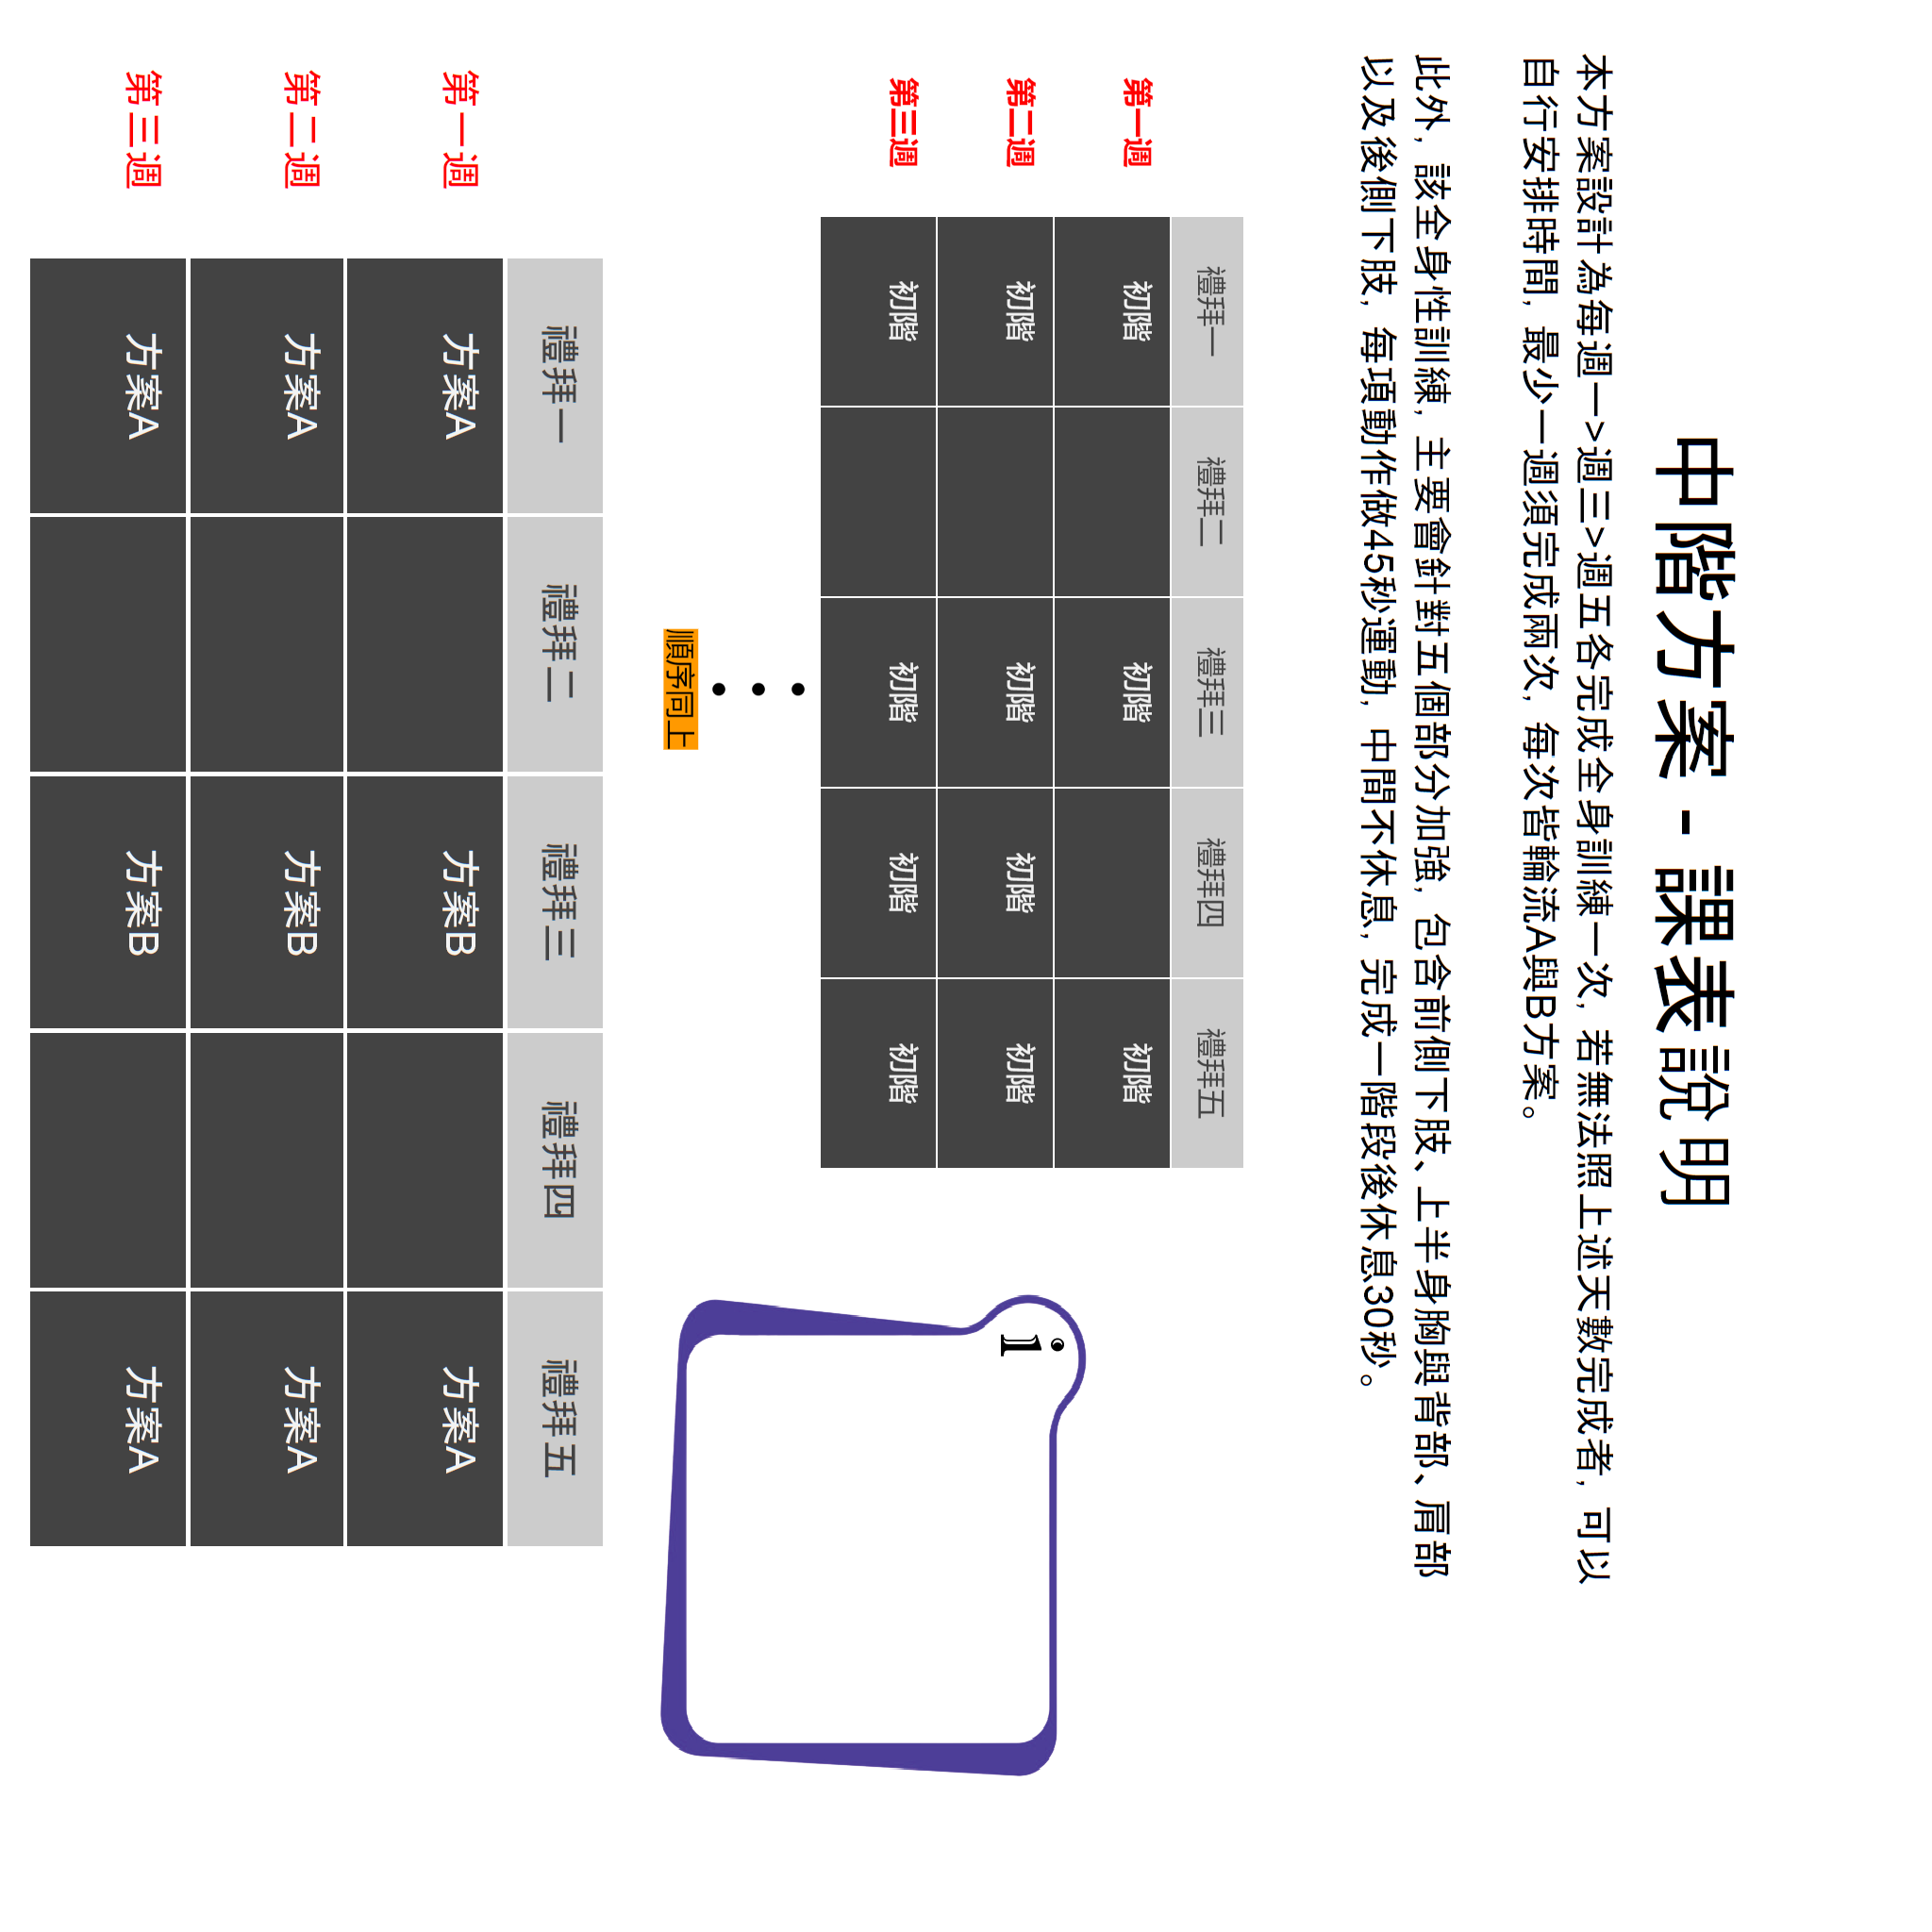 中階方案 - 課表說明
本方案設計為每週一->週三->週五各完成全身訓練一次, 若無法照上述天數完成者, 可以
自行安排時間, 最少一週須完成兩次, 每次皆輪流A與B方案。
此外, 該全身性訓練, 主要會針對五個部分加強, 包含前側下肢、上半身胸與背部、肩部
以及後側下肢, 每項動作做45秒運動, 中間不休息, 完成一階段後休息30秒。
禮拜一 禮拜二 禮拜三 禮拜四 禮拜五
第一週 初階 初階 初階
第二週 初階 初階 初階 初階
第三週 初階 初階 初階 初階
i
順序同上
禮拜一 禮拜二 禮拜三 禮拜四 禮拜五
第一週 方案A 方案B 方案A
第二週 方案A 方案B 方案A
第三週 方案A 方案B 方案A